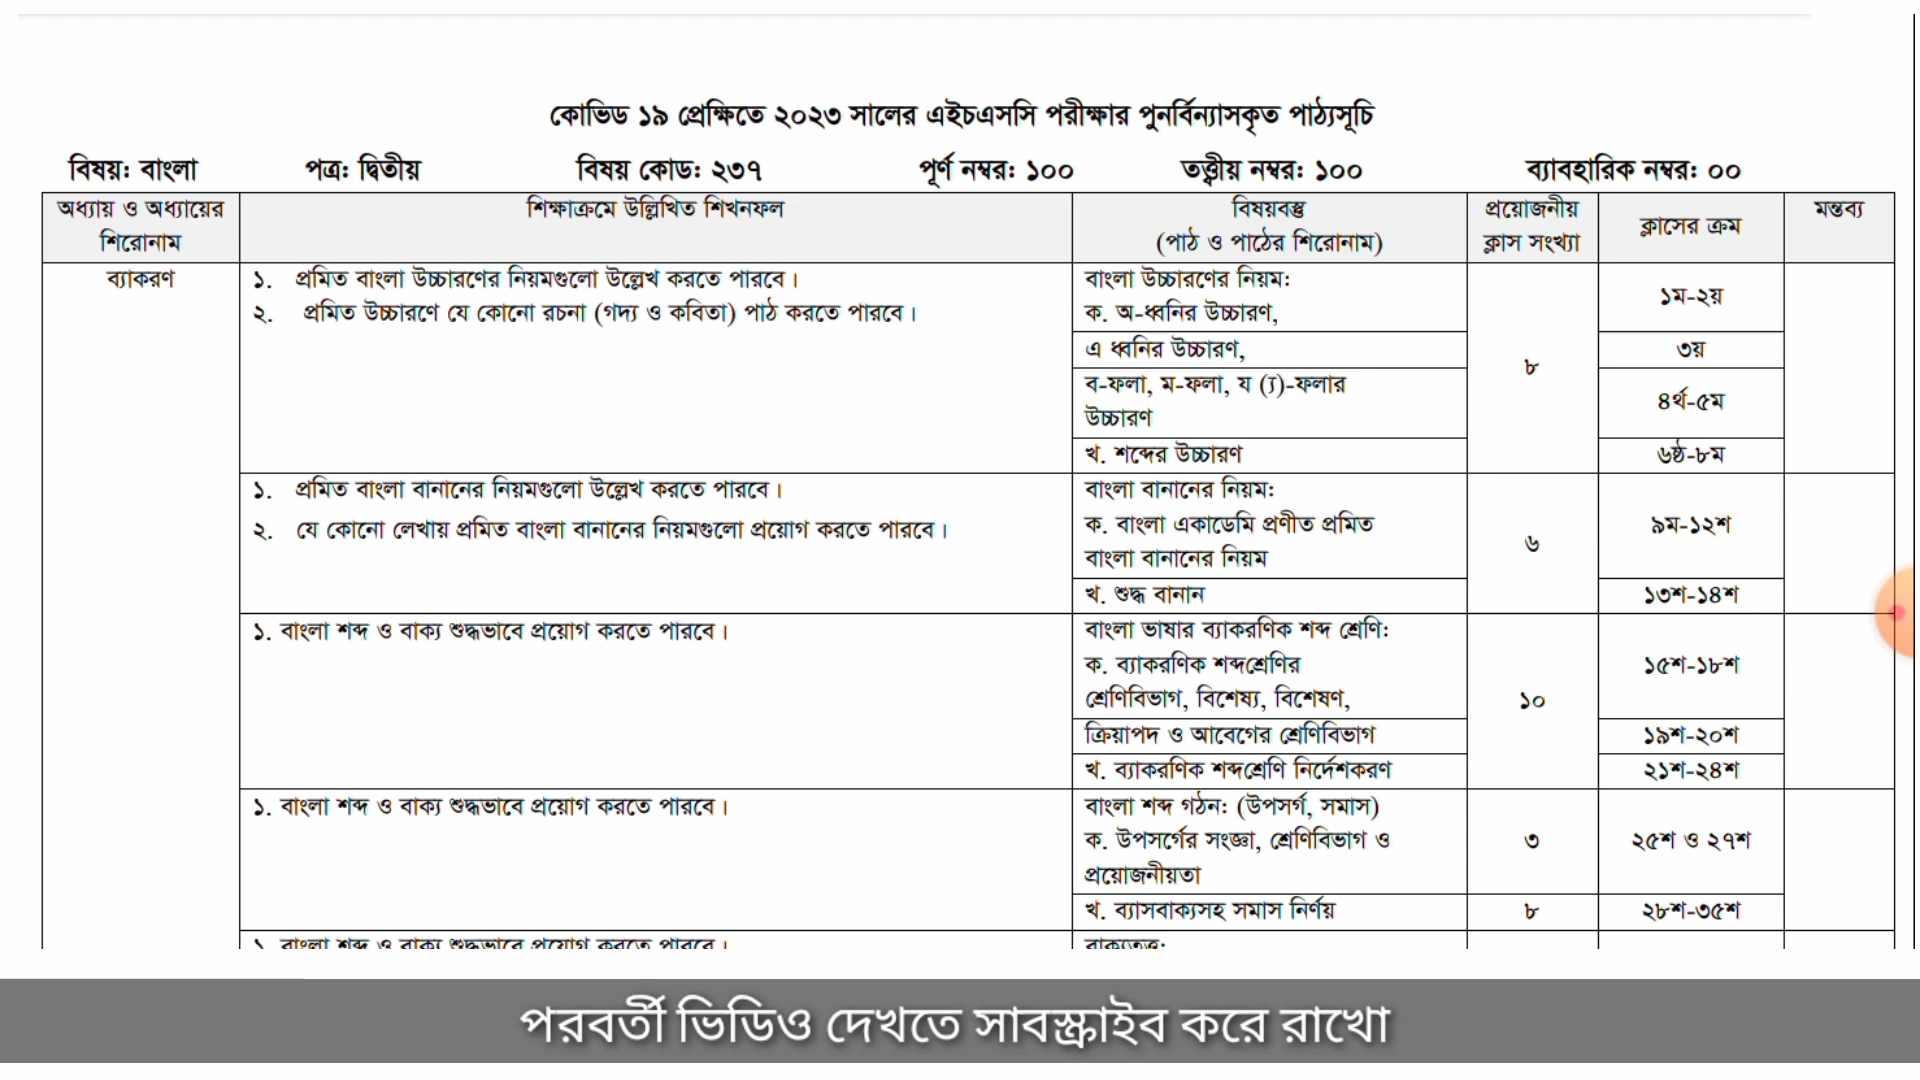 কোভিড ১৯ প্রেক্ষিতে ২০২৩ সালের এইচএসসি পরীক্ষার পুনর্বিন্যাসকৃত পাঠ্যসূচি
বিষয়: বাংলা পত্র: দ্বিতীয় বিষয় কোড: ২৩৭ পূর্ণ নম্বর: ১০০ তত্ত্বীয় নম্বর: ১০০ ব্যাবহারিক নম্বর: ০০
অধ্যায় ও অধ্যায়ের শিরোনাম
শিক্ষাক্রমে উল্লিখিত শিখনফল
বিষয়বস্তু
(পাঠ ও পাঠের শিরোনাম)
প্রয়োজনীয়
ক্লাস সংখ্যা
ক্লাসের ক্রম
মন্তব্য
ব্যাকরণ
১. প্রমিত বাংলা উচ্চারণের নিয়মগুলো উল্লেখ করতে পারবে।
২. প্রমিত উচ্চারণে যে কোনো রচনা (গদ্য ও কবিতা) পাঠ করতে পারবে।
বাংলা উচ্চারণের নিয়ম:
ক. অ-ধ্বনির উচ্চারণ,
৮
১ম-২য়
এ ধ্বনির উচ্চারণ,
৩য়
ব-ফলা, ম-ফলা, য (্য)-ফলার
উচ্চারণ
৪র্থ-৫ম
খ. শব্দের উচ্চারণ
৬ষ্ঠ-৮ম
১. প্রমিত বাংলা বানানের নিয়মগুলো উল্লেখ করতে পারবে।
২. যে কোনো লেখায় প্রমিত বাংলা বানানের নিয়মগুলো প্রয়োগ করতে পারবে।
বাংলা বানানের নিয়ম:
ক. বাংলা একাডেমি প্রণীত প্রমিত
বাংলা বানানের নিয়ম
৬
৯ম-১২শ
খ. শুদ্ধ বানান
১৩শ-১৪শ
১. বাংলা শব্দ ও বাক্য শুদ্ধভাবে প্রয়োগ করতে পারবে।
বাংলা ভাষার ব্যাকরণিক শব্দ শ্রেণি:
ক. ব্যাকরণিক শব্দশ্রেণির
শ্রেণিবিভাগ, বিশেষ্য, বিশেষণ,
১০
১৫শ-১৮শ
ক্রিয়াপদ ও আবেগের শ্রেণিবিভাগ
১৯শ-২০শ
খ. ব্যাকরণিক শব্দশ্রেণি নির্দেশকরণ
২১শ-২৪শ
১. বাংলা শব্দ ও বাক্য শুদ্ধভাবে প্রয়োগ করতে পারবে।
বাংলা শব্দ গঠন: (উপসর্গ, সমাস)
ক. উপসর্গের সংজ্ঞা, শ্রেণিবিভাগ ও
প্রয়োজনীয়তা
৩
২৫শ ও ২৭শ
খ. ব্যাসবাক্যসহ সমাস নির্ণয়
৮
২৮শ-৩৫শ
১. বাংলা শব্দ ও বাক্য শুদ্ধভাবে প্রয়োগ করতে পারবে।
বাক্যতত্ত্ব:
পরবর্তী ভিডিও দেখতে সাবস্ক্রাইব করে রাখো